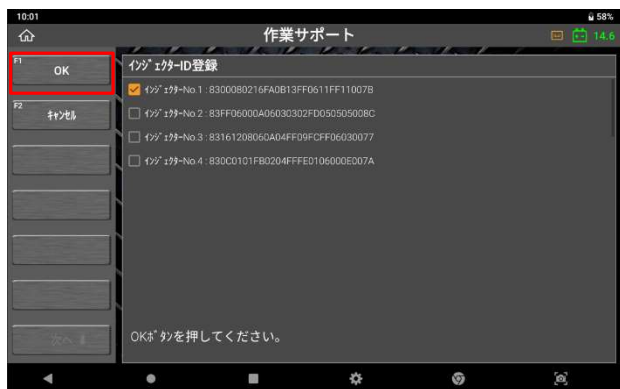 10:01
58%
作業サポート
14.6
F1
OK
ｲﾝｼﾞｪｸﾀｰID登録
ｲﾝｼﾞｪｸﾀｰNo.1 : 8300080216FA0B13FF0611FF11007B
F2
ｷｬﾝｾﾙ
ｲﾝｼﾞｪｸﾀｰNo.2 : 83FF06000A06030302FD050505008C
ｲﾝｼﾞｪｸﾀｰNo.3 : 83161208060A04FF09FCFF06030077
ｲﾝｼﾞｪｸﾀｰNo.4 : 830C0101FB0204FFFE0106000E007A
次へ
OKﾎﾞﾀﾝを押してください。